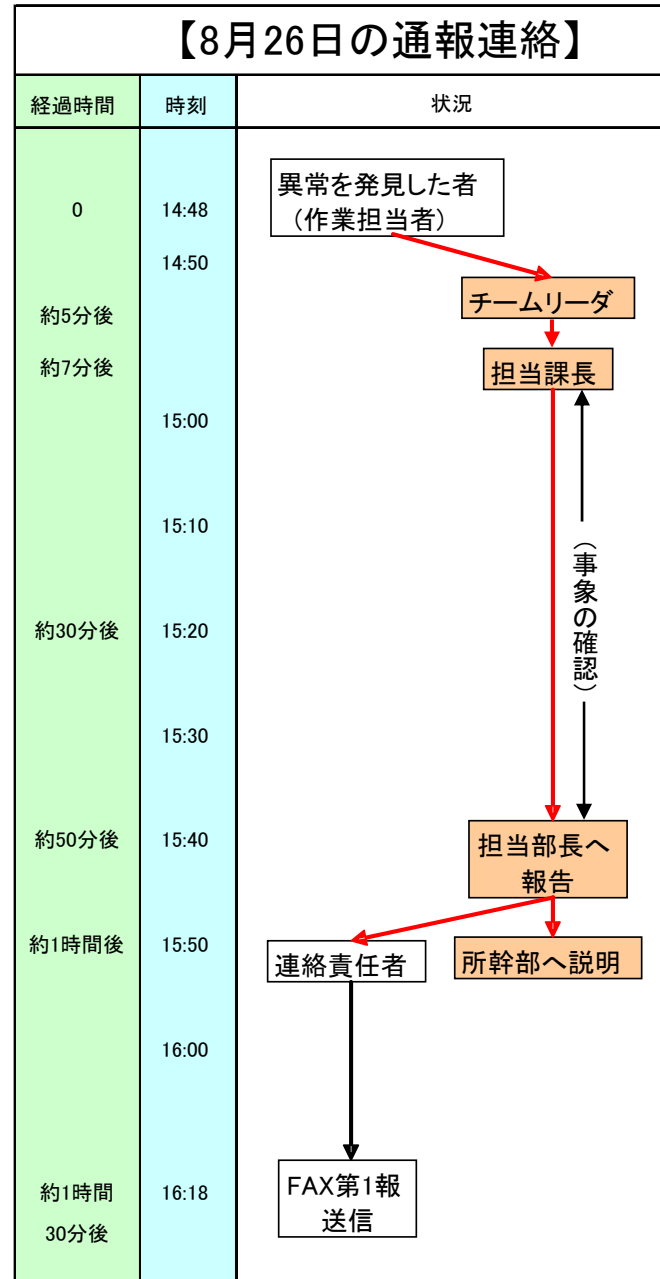 【8月26日の通報連絡】
経過時間
時刻
状況
異常を発見した者
(作業担当者)
0
14:48
14:50
チームリーダ
約5分後
約7分後
担当課長
15:00
15:10
(事象の確認)
約30分後
15:20
15:30
約50分後
15:40
担当部長へ
報告
約1時間後
15:50
連絡責任者
所幹部へ説明
16:00
約1時間
30分後
16:18
FAX第1報
送信